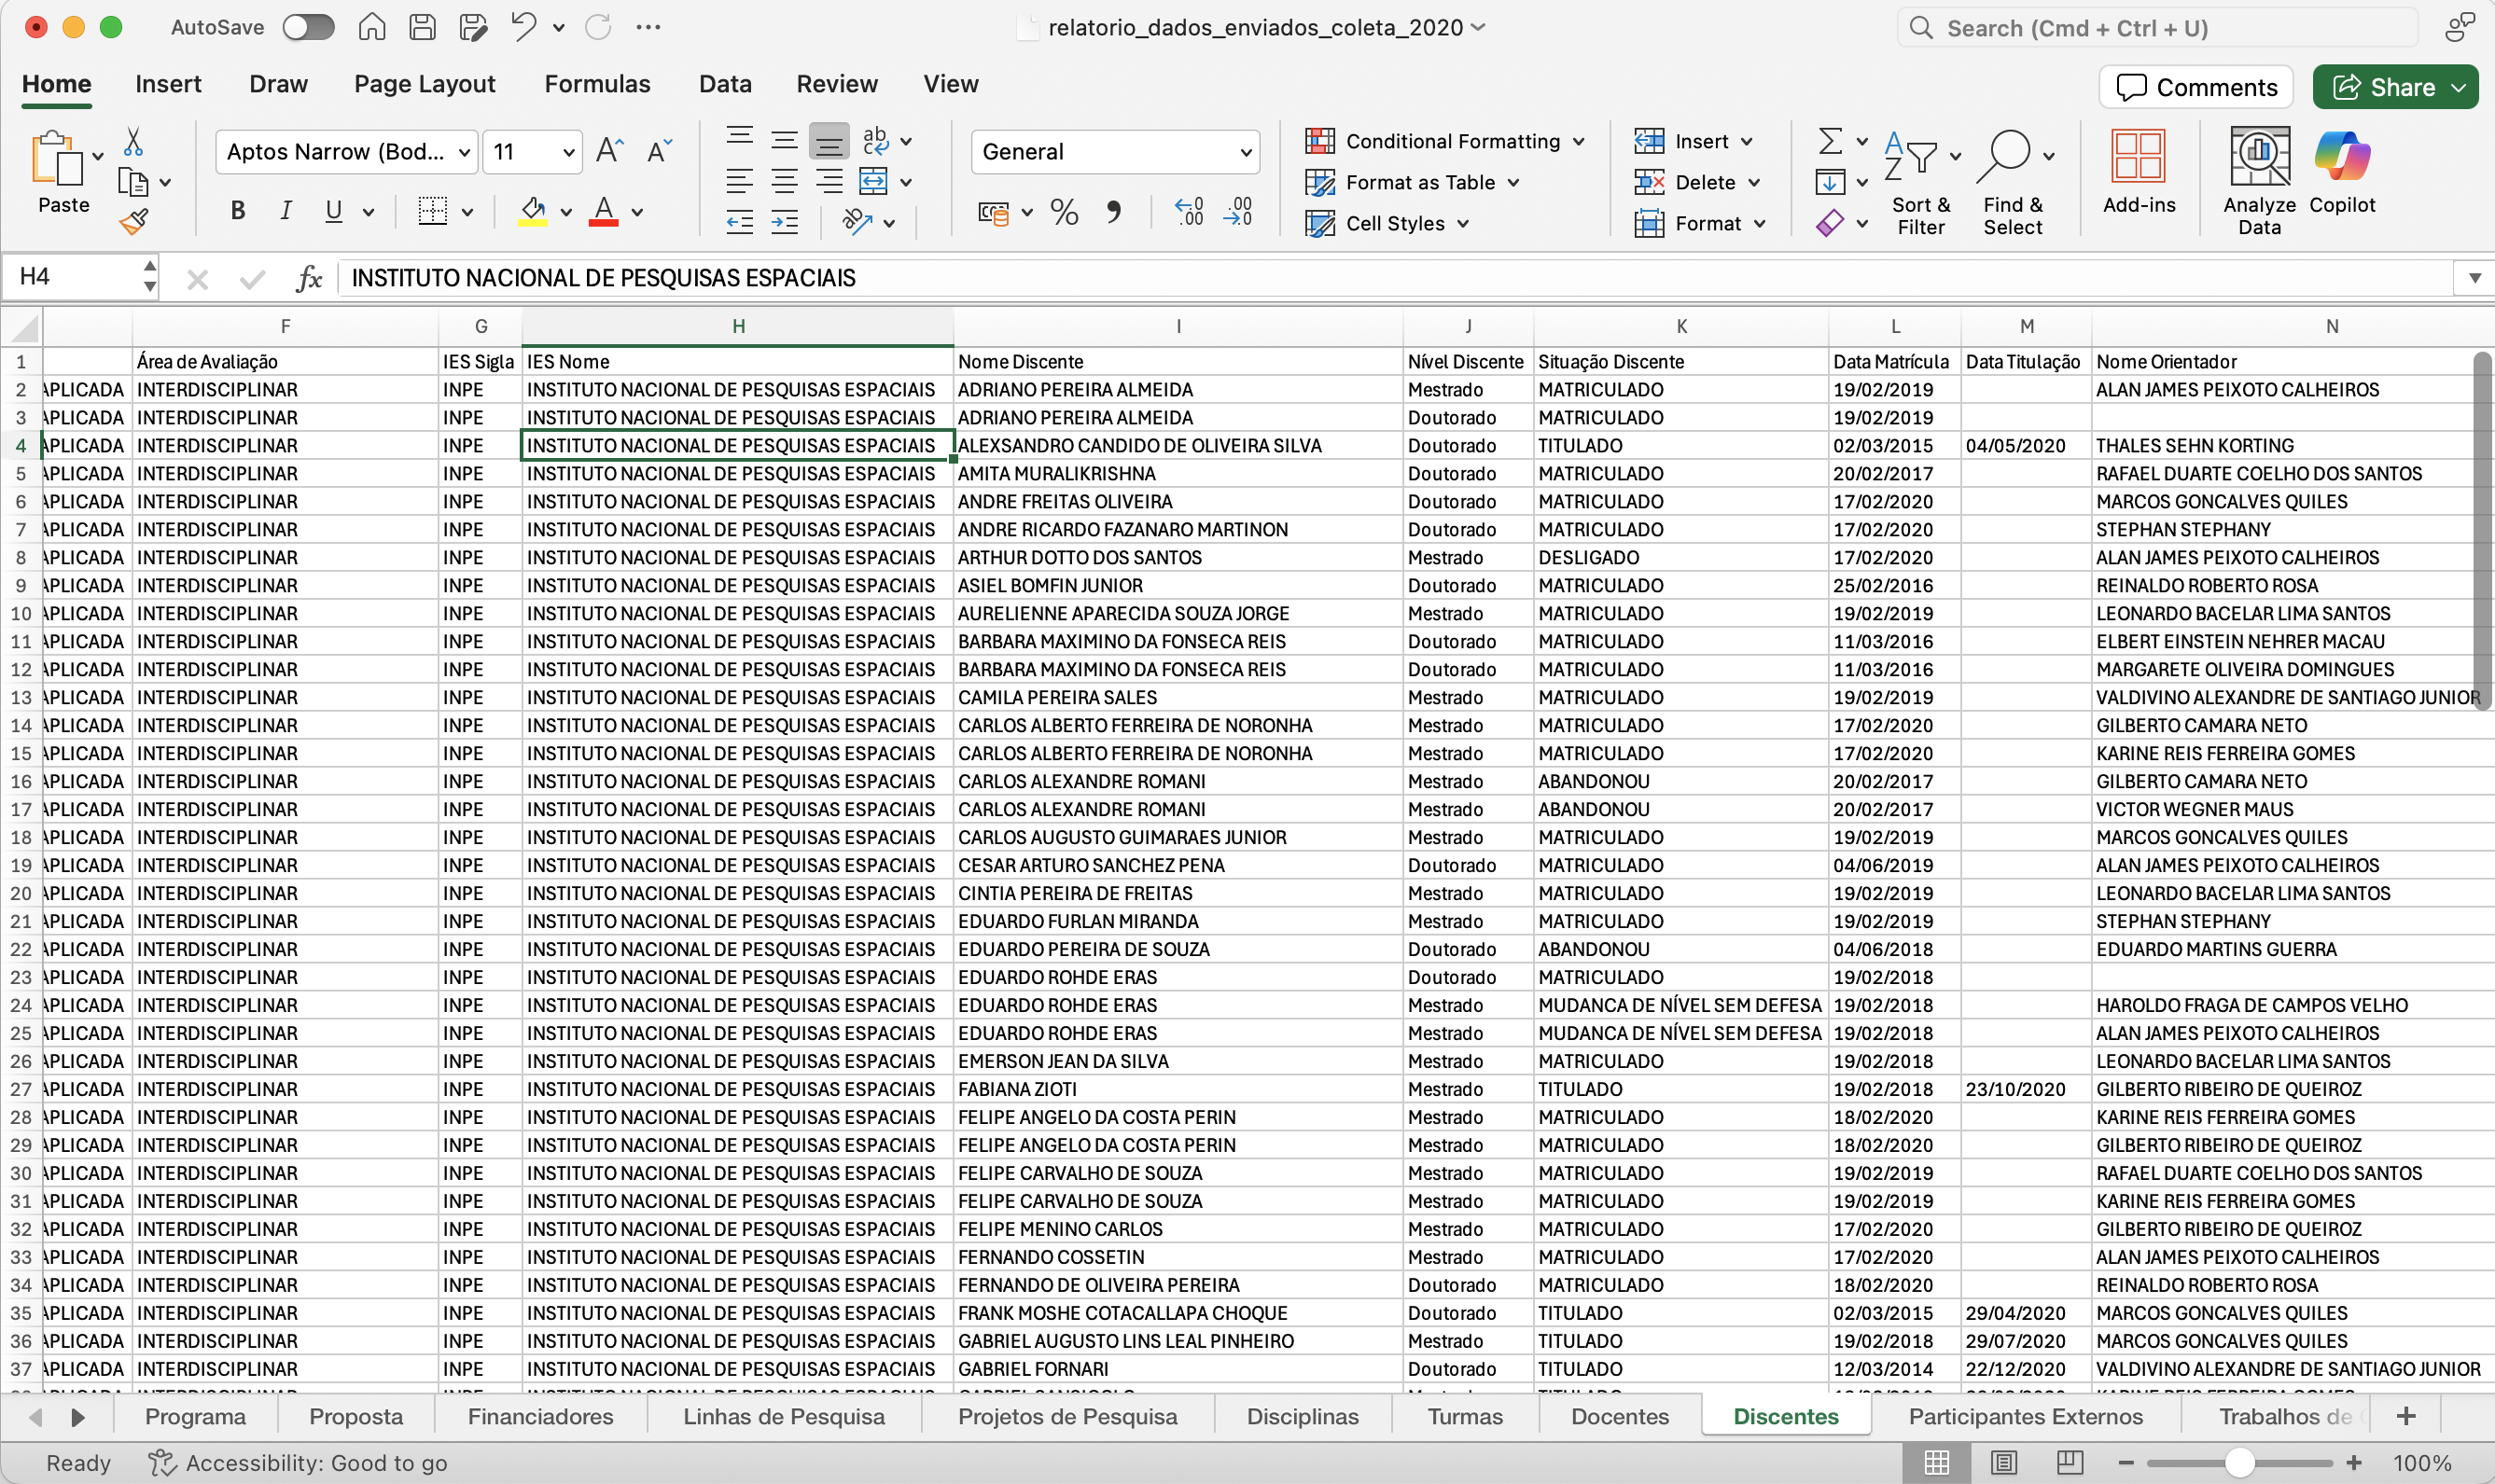 AutoSave relatorio_dados_enviados_coleta_2020 Search (Cmd + Ctrl + U)
Home Insert Draw Page Layout Formulas Data Review View Comments Share
Paste Aptos Narrow (Bod... 11 General Conditional Formatting Format as Table Cell Styles Insert Delete Format Sort & Filter Find & Select Add-ins Analyze Data Copilot
H4 fx INSTITUTO NACIONAL DE PESQUISAS ESPACIAIS
F G H I J K L M N
1 Área de Avaliação IES Sigla IES Nome Nome Discente Nível Discente Situação Discente Data Matrícula Data Titulação Nome Orientador
2 APLICADA INTERDISCIPLINAR INPE INSTITUTO NACIONAL DE PESQUISAS ESPACIAIS ADRIANO PEREIRA ALMEIDA Mestrado MATRICULADO 19/02/2019 ALAN JAMES PEIXOTO CALHEIROS
3 APLICADA INTERDISCIPLINAR INPE INSTITUTO NACIONAL DE PESQUISAS ESPACIAIS ADRIANO PEREIRA ALMEIDA Doutorado MATRICULADO 19/02/2019
4 APLICADA INTERDISCIPLINAR INPE INSTITUTO NACIONAL DE PESQUISAS ESPACIAIS ALEXSANDRO CANDIDO DE OLIVEIRA SILVA Doutorado TITULADO 02/03/2015 04/05/2020 THALES SEHN KORTING
5 APLICADA INTERDISCIPLINAR INPE INSTITUTO NACIONAL DE PESQUISAS ESPACIAIS AMITA MURALIKRISHNA Doutorado MATRICULADO 20/02/2017 RAFAEL DUARTE COELHO DOS SANTOS
6 APLICADA INTERDISCIPLINAR INPE INSTITUTO NACIONAL DE PESQUISAS ESPACIAIS ANDRE FREITAS OLIVEIRA Doutorado MATRICULADO 17/02/2020 MARCOS GONCALVES QUILES
7 APLICADA INTERDISCIPLINAR INPE INSTITUTO NACIONAL DE PESQUISAS ESPACIAIS ANDRE RICARDO FAZANARO MARTINON Doutorado MATRICULADO 17/02/2020 STEPHAN STEPHANY
8 APLICADA INTERDISCIPLINAR INPE INSTITUTO NACIONAL DE PESQUISAS ESPACIAIS ARTHUR DOTTO DOS SANTOS Mestrado DESLIGADO 17/02/2020 ALAN JAMES PEIXOTO CALHEIROS
9 APLICADA INTERDISCIPLINAR INPE INSTITUTO NACIONAL DE PESQUISAS ESPACIAIS ASIEL BOMFIN JUNIOR Doutorado MATRICULADO 25/02/2016 REINALDO ROBERTO ROSA
10 APLICADA INTERDISCIPLINAR INPE INSTITUTO NACIONAL DE PESQUISAS ESPACIAIS AURELIENNE APARECIDA SOUZA JORGE Mestrado MATRICULADO 19/02/2019 LEONARDO BACELAR LIMA SANTOS
11 APLICADA INTERDISCIPLINAR INPE INSTITUTO NACIONAL DE PESQUISAS ESPACIAIS BARBARA MAXIMINO DA FONSECA REIS Doutorado MATRICULADO 11/03/2016 ELBERT EINSTEIN NEHRER MACAU
12 APLICADA INTERDISCIPLINAR INPE INSTITUTO NACIONAL DE PESQUISAS ESPACIAIS BARBARA MAXIMINO DA FONSECA REIS Doutorado MATRICULADO 11/03/2016 MARGARETE OLIVEIRA DOMINGUES
13 APLICADA INTERDISCIPLINAR INPE INSTITUTO NACIONAL DE PESQUISAS ESPACIAIS CAMILA PEREIRA SALES Mestrado MATRICULADO 19/02/2019 VALDIVINO ALEXANDRE DE SANTIAGO JUNIOR
14 APLICADA INTERDISCIPLINAR INPE INSTITUTO NACIONAL DE PESQUISAS ESPACIAIS CARLOS ALBERTO FERREIRA DE NORONHA Mestrado MATRICULADO 17/02/2020 GILBERTO CAMARA NETO
15 APLICADA INTERDISCIPLINAR INPE INSTITUTO NACIONAL DE PESQUISAS ESPACIAIS CARLOS ALBERTO FERREIRA DE NORONHA Mestrado MATRICULADO 17/02/2020 KARINE REIS FERREIRA GOMES
16 APLICADA INTERDISCIPLINAR INPE INSTITUTO NACIONAL DE PESQUISAS ESPACIAIS CARLOS ALEXANDRE ROMANI Mestrado ABANDONOU 20/02/2017 GILBERTO CAMARA NETO
17 APLICADA INTERDISCIPLINAR INPE INSTITUTO NACIONAL DE PESQUISAS ESPACIAIS CARLOS ALEXANDRE ROMANI Mestrado ABANDONOU 20/02/2017 VICTOR WEGNER MAUS
18 APLICADA INTERDISCIPLINAR INPE INSTITUTO NACIONAL DE PESQUISAS ESPACIAIS CARLOS AUGUSTO GUIMARAES JUNIOR Mestrado MATRICULADO 19/02/2019 MARCOS GONCALVES QUILES
19 APLICADA INTERDISCIPLINAR INPE INSTITUTO NACIONAL DE PESQUISAS ESPACIAIS CESAR ARTURO SANCHEZ PENA Doutorado MATRICULADO 04/06/2019 ALAN JAMES PEIXOTO CALHEIROS
20 APLICADA INTERDISCIPLINAR INPE INSTITUTO NACIONAL DE PESQUISAS ESPACIAIS CINTIA PEREIRA DE FREITAS Mestrado MATRICULADO 19/02/2019 LEONARDO BACELAR LIMA SANTOS
21 APLICADA INTERDISCIPLINAR INPE INSTITUTO NACIONAL DE PESQUISAS ESPACIAIS EDUARDO FURLAN MIRANDA Mestrado MATRICULADO 19/02/2019 STEPHAN STEPHANY
22 APLICADA INTERDISCIPLINAR INPE INSTITUTO NACIONAL DE PESQUISAS ESPACIAIS EDUARDO PEREIRA DE SOUZA Doutorado ABANDONOU 04/06/2018 EDUARDO MARTINS GUERRA
23 APLICADA INTERDISCIPLINAR INPE INSTITUTO NACIONAL DE PESQUISAS ESPACIAIS EDUARDO ROHDE ERAS Doutorado MATRICULADO 19/02/2018
24 APLICADA INTERDISCIPLINAR INPE INSTITUTO NACIONAL DE PESQUISAS ESPACIAIS EDUARDO ROHDE ERAS Mestrado MUDANCA DE NÍVEL SEM DEFESA 19/02/2018 HAROLDO FRAGA DE CAMPOS VELHO
25 APLICADA INTERDISCIPLINAR INPE INSTITUTO NACIONAL DE PESQUISAS ESPACIAIS EDUARDO ROHDE ERAS Mestrado MUDANCA DE NÍVEL SEM DEFESA 19/02/2018 ALAN JAMES PEIXOTO CALHEIROS
26 APLICADA INTERDISCIPLINAR INPE INSTITUTO NACIONAL DE PESQUISAS ESPACIAIS EMERSON JEAN DA SILVA Mestrado MATRICULADO 19/02/2018 LEONARDO BACELAR LIMA SANTOS
27 APLICADA INTERDISCIPLINAR INPE INSTITUTO NACIONAL DE PESQUISAS ESPACIAIS FABIANA ZIOTI Mestrado TITULADO 19/02/2018 23/10/2020 GILBERTO RIBEIRO DE QUEIROZ
28 APLICADA INTERDISCIPLINAR INPE INSTITUTO NACIONAL DE PESQUISAS ESPACIAIS FELIPE ANGELO DA COSTA PERIN Mestrado MATRICULADO 18/02/2020 KARINE REIS FERREIRA GOMES
29 APLICADA INTERDISCIPLINAR INPE INSTITUTO NACIONAL DE PESQUISAS ESPACIAIS FELIPE ANGELO DA COSTA PERIN Mestrado MATRICULADO 18/02/2020 GILBERTO RIBEIRO DE QUEIROZ
30 APLICADA INTERDISCIPLINAR INPE INSTITUTO NACIONAL DE PESQUISAS ESPACIAIS FELIPE CARVALHO DE SOUZA Mestrado MATRICULADO 19/02/2019 RAFAEL DUARTE COELHO DOS SANTOS
31 APLICADA INTERDISCIPLINAR INPE INSTITUTO NACIONAL DE PESQUISAS ESPACIAIS FELIPE CARVALHO DE SOUZA Mestrado MATRICULADO 19/02/2019 KARINE REIS FERREIRA GOMES
32 APLICADA INTERDISCIPLINAR INPE INSTITUTO NACIONAL DE PESQUISAS ESPACIAIS FELIPE MENINO CARLOS Mestrado MATRICULADO 17/02/2020 GILBERTO RIBEIRO DE QUEIROZ
33 APLICADA INTERDISCIPLINAR INPE INSTITUTO NACIONAL DE PESQUISAS ESPACIAIS FERNANDO COSSETIN Mestrado MATRICULADO 17/02/2020 ALAN JAMES PEIXOTO CALHEIROS
34 APLICADA INTERDISCIPLINAR INPE INSTITUTO NACIONAL DE PESQUISAS ESPACIAIS FERNANDO DE OLIVEIRA PEREIRA Doutorado MATRICULADO 18/02/2020 REINALDO ROBERTO ROSA
35 APLICADA INTERDISCIPLINAR INPE INSTITUTO NACIONAL DE PESQUISAS ESPACIAIS FRANK MOSHE COTACALLAPA CHOQUE Doutorado TITULADO 02/03/2015 29/04/2020 MARCOS GONCALVES QUILES
36 APLICADA INTERDISCIPLINAR INPE INSTITUTO NACIONAL DE PESQUISAS ESPACIAIS GABRIEL AUGUSTO LINS LEAL PINHEIRO Mestrado TITULADO 19/02/2018 29/07/2020 MARCOS GONCALVES QUILES
37 APLICADA INTERDISCIPLINAR INPE INSTITUTO NACIONAL DE PESQUISAS ESPACIAIS GABRIEL FORNARI Doutorado TITULADO 12/03/2014 22/12/2020 VALDIVINO ALEXANDRE DE SANTIAGO JUNIOR
Programa Proposta Financiadores Linhas de Pesquisa Projetos de Pesquisa Disciplinas Turmas Docentes Discentes Participantes Externos Trabalhos de
Ready Accessibility: Good to go 100%